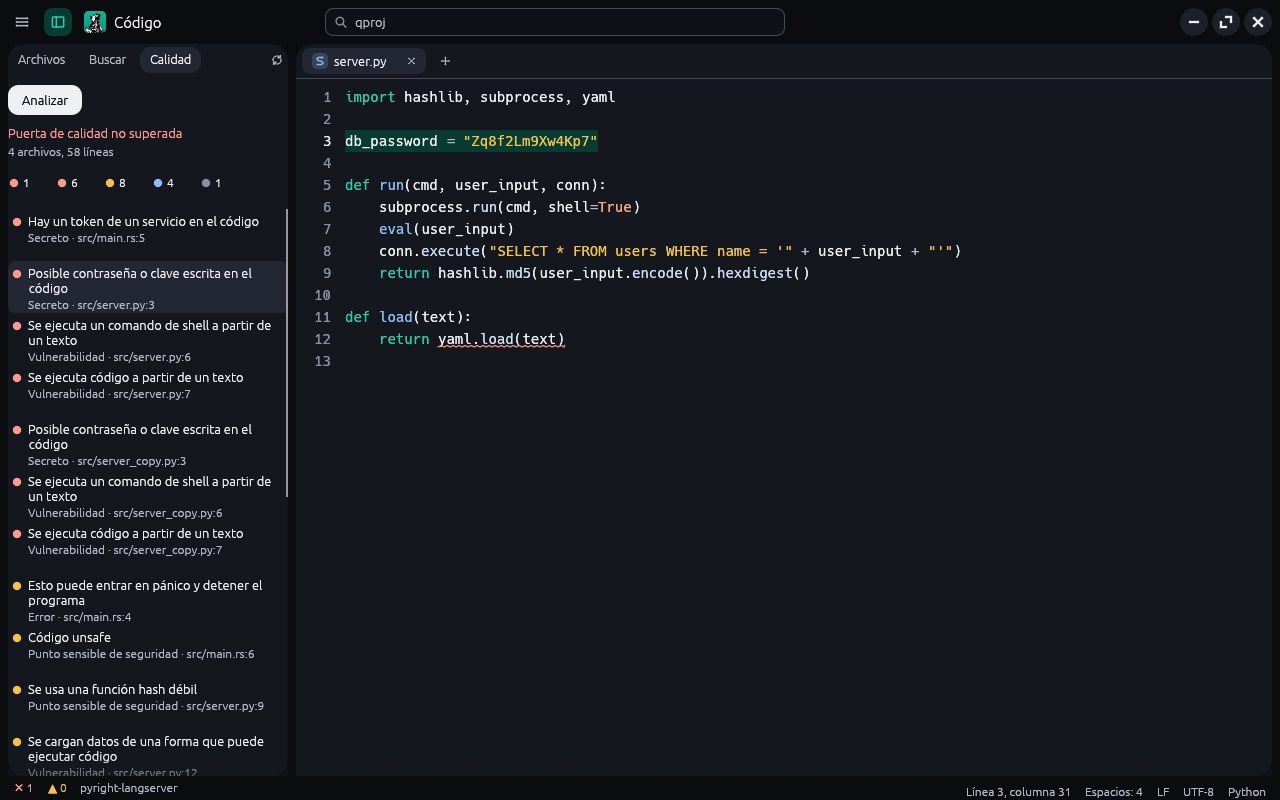 Código
qproj
Archivos
Buscar
Calidad
Analizar
Puerta de calidad no superada
4 archivos, 58 líneas
1
6
8
4
1
Hay un token de un servicio en el código
Secreto · src/main.rs:5
Posible contraseña o clave escrita en el
código
Secreto · src/server.py:3
Se ejecuta un comando de shell a partir de
un texto
Vulnerabilidad · src/server.py:6
Se ejecuta código a partir de un texto
Vulnerabilidad · src/server.py:7
Posible contraseña o clave escrita en el
código
Secreto · src/server_copy.py:3
Se ejecuta un comando de shell a partir de
un texto
Vulnerabilidad · src/server_copy.py:6
Se ejecuta código a partir de un texto
Vulnerabilidad · src/server_copy.py:7
Esto puede entrar en pánico y detener el
programa
Error · src/main.rs:4
Código unsafe
Punto sensible de seguridad · src/main.rs:6
Se usa una función hash débil
Punto sensible de seguridad · src/server.py:9
Se cargan datos de una forma que puede
ejecutar código
Vulnerabilidad · src/server.py:12
S server.py
1 import hashlib, subprocess, yaml
2
3 db_password = "Zq8f2Lm9Xw4Kp7"
4
5 def run(cmd, user_input, conn):
6     subprocess.run(cmd, shell=True)
7     eval(user_input)
8     conn.execute("SELECT * FROM users WHERE name = '" + user_input + "'")
9     return hashlib.md5(user_input.encode()).hexdigest()
10
11 def load(text):
12     return yaml.load(text)
13
1
0
pyright-langserver
Línea 3, columna 31
Espacios: 4
LF
UTF-8
Python